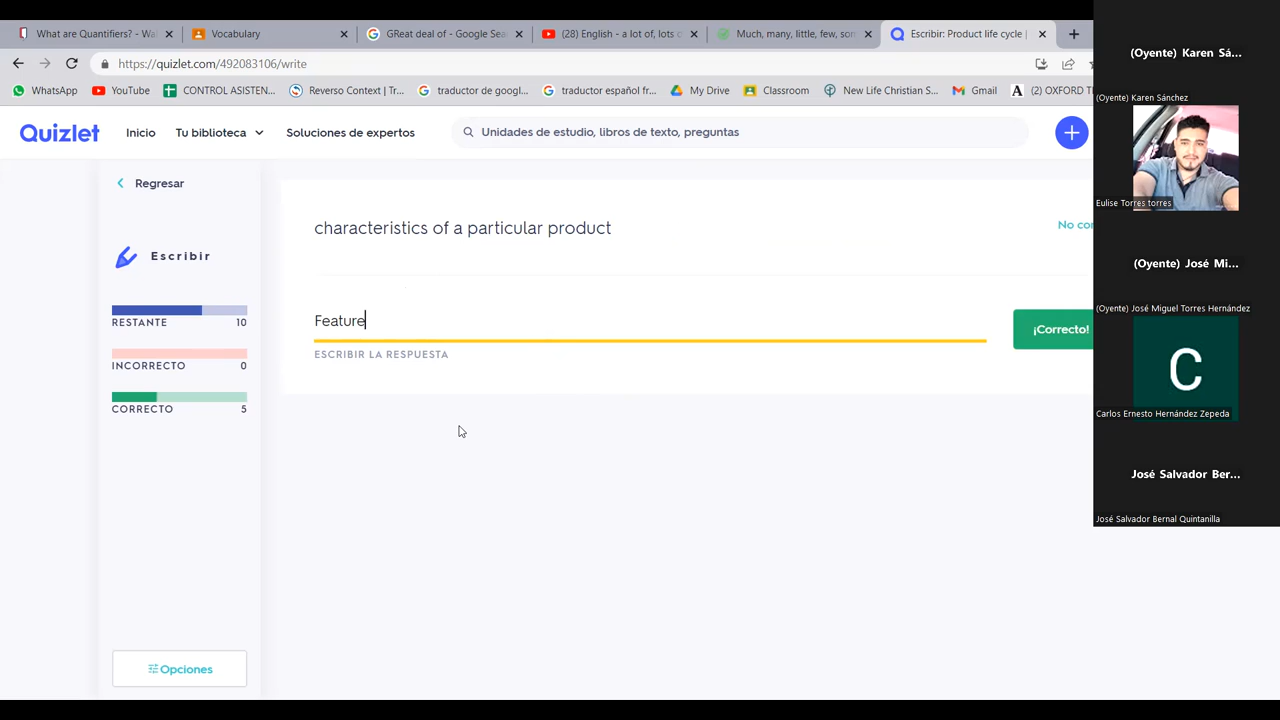 What are Quantifiers? - Wa
Vocabulary
GREat deal of - Google Sea
(28) English - a lot of, lots o
Much, many, little, few, son
Escribir: Product life cycle |
https://quizlet.com/492083106/write
WhatsApp
YouTube
CONTROL ASISTEN...
Reverso Context | Tr...
traductor de googl...
traductor español fr...
My Drive
Classroom
New Life Christian S...
Gmail
A
(2) OXFORD TE
Quizlet
Inicio
Tu biblioteca
Soluciones de expertos
Unidades de estudio, libros de texto, preguntas
Regresar
Escribir
RESTANTE 10
INCORRECTO 0
CORRECTO 5
Opciones
characteristics of a particular product
No con
Feature
ESCRIBIR LA RESPUESTA
¡Correcto!
(Oyente) Karen Sá...
(Oyente) Karen Sánchez
Eulise Torres torres
(Oyente) José Mi...
(Oyente) José Miguel Torres Hernández
C
Carlos Ernesto Hernández Zepeda
José Salvador Ber...
José Salvador Bernal Quintanilla